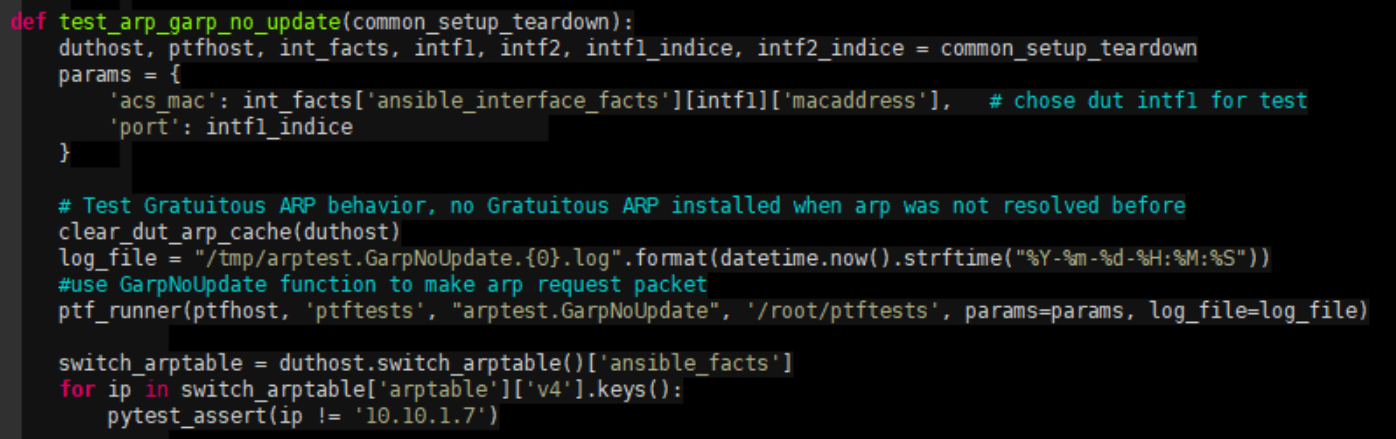 def test_arp_garp_no_update(common_setup_teardown):
    duthost, ptfhost, int_facts, intf1, intf2, intf1_indice, intf2_indice = common_setup_teardown
    params = {
        'acs_mac': int_facts['ansible_interface_facts'][intf1]['macaddress'],   # chose dut intf1 for test
        'port': intf1_indice
    }
    # Test Gratuitous ARP behavior, no Gratuitous ARP installed when arp was not resolved before
    clear_dut_arp_cache(duthost)
    log_file = "/tmp/arptest.GarpNoUpdate.{0}.log".format(datetime.now().strftime("%Y-%m-%d-%H:%M:%S"))
    #use GarpNoUpdate function to make arp request packet
    ptf_runner(ptfhost, 'ptftests', "arptest.GarpNoUpdate", '/root/ptftests', params=params, log_file=log_file)
    switch_arptable = duthost.switch_arptable()['ansible_facts']
    for ip in switch_arptable['arptable']['v4'].keys():
        pytest_assert(ip != '10.10.1.7')